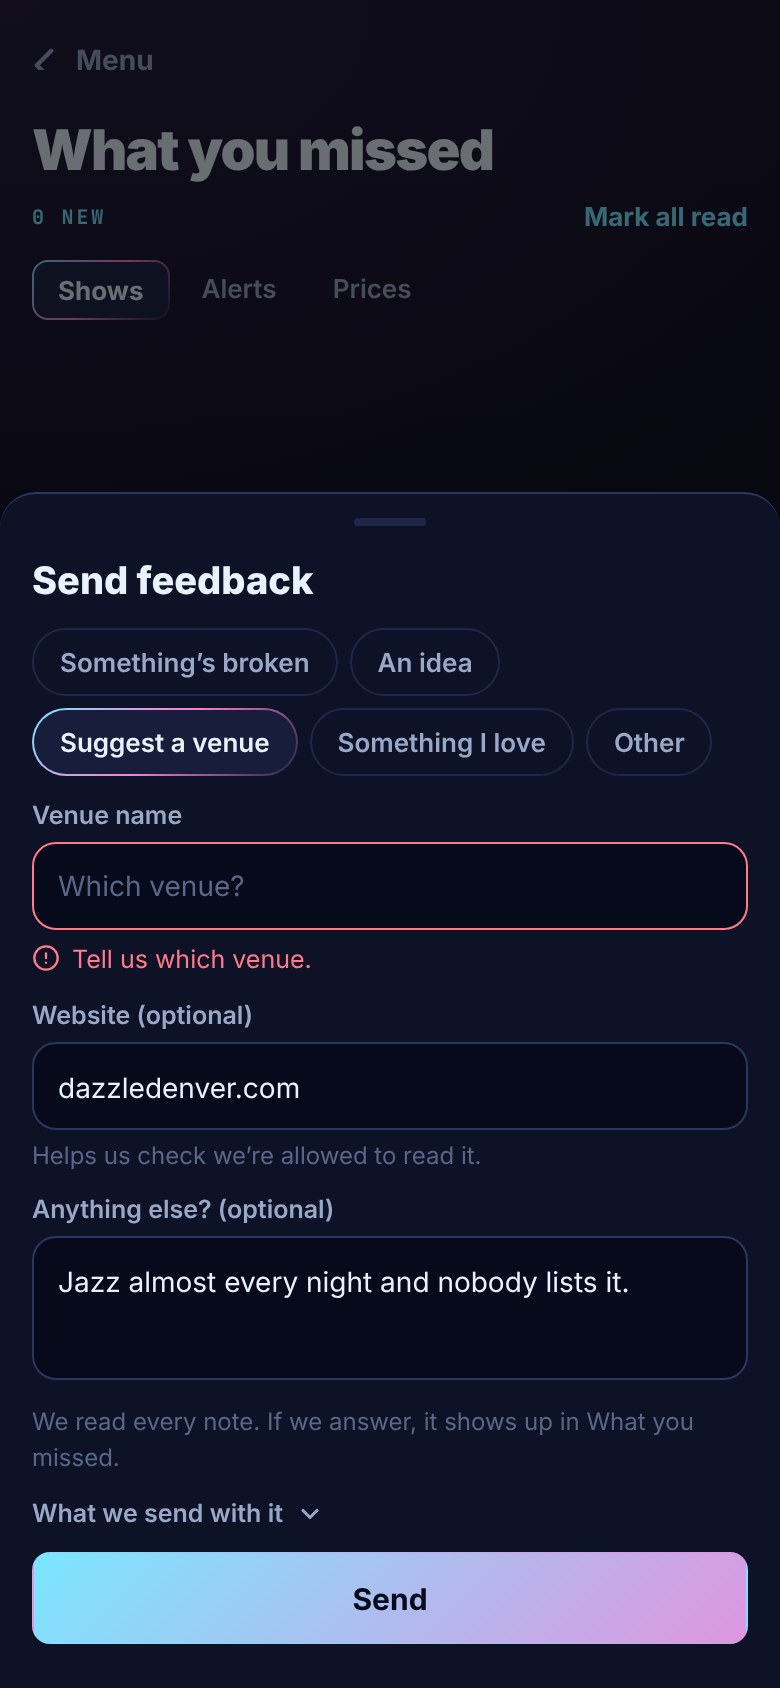 Menu
What you missed
0 NEW
Mark all read
Shows
Alerts
Prices
Send feedback
Something’s broken
An idea
Suggest a venue
Something I love
Other
Venue name
Which venue?
Tell us which venue.
Website (optional)
dazzledenver.com
Helps us check we’re allowed to read it.
Anything else? (optional)
Jazz almost every night and nobody lists it.
We read every note. If we answer, it shows up in What you
missed.
What we send with it
Send